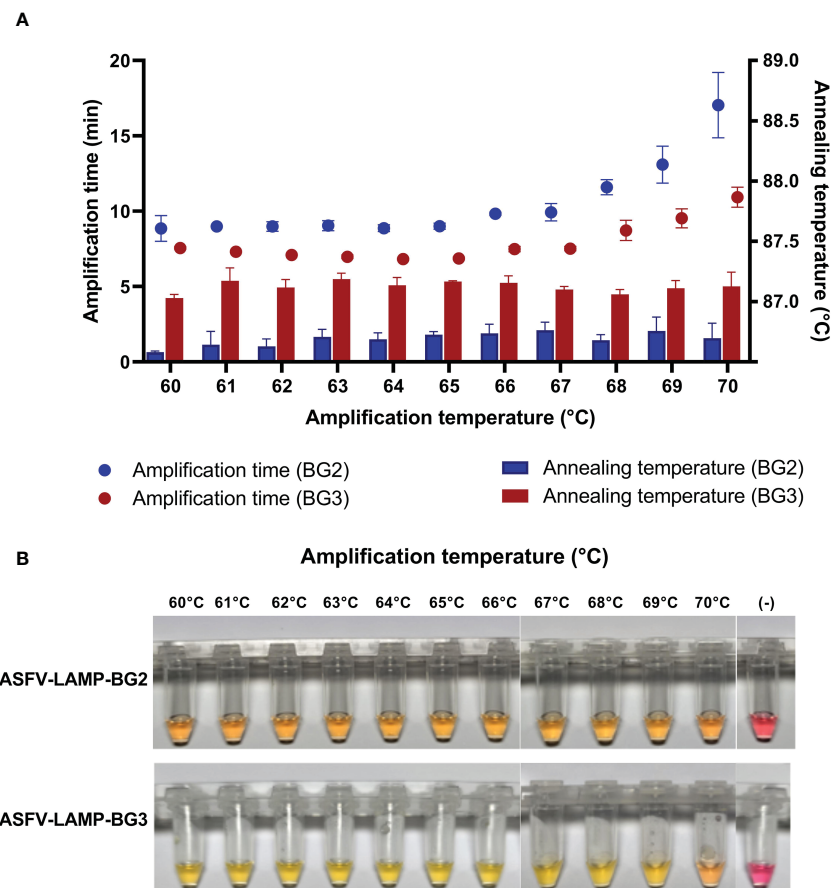 A
20
15
10
5
0
Amplification time (min)
89.0
88.5
88.0
87.5
87.0
Annealing temperature (°C)
60 61 62 63 64 65 66 67 68 69 70
Amplification temperature (°C)
Amplification time (BG2)
Amplification time (BG3)
Annealing temperature (BG2)
Annealing temperature (BG3)
B
Amplification temperature (°C)
60°C 61°C 62°C 63°C 64°C 65°C 66°C 67°C 68°C 69°C 70°C (-)
ASFV-LAMP-BG2
ASFV-LAMP-BG3